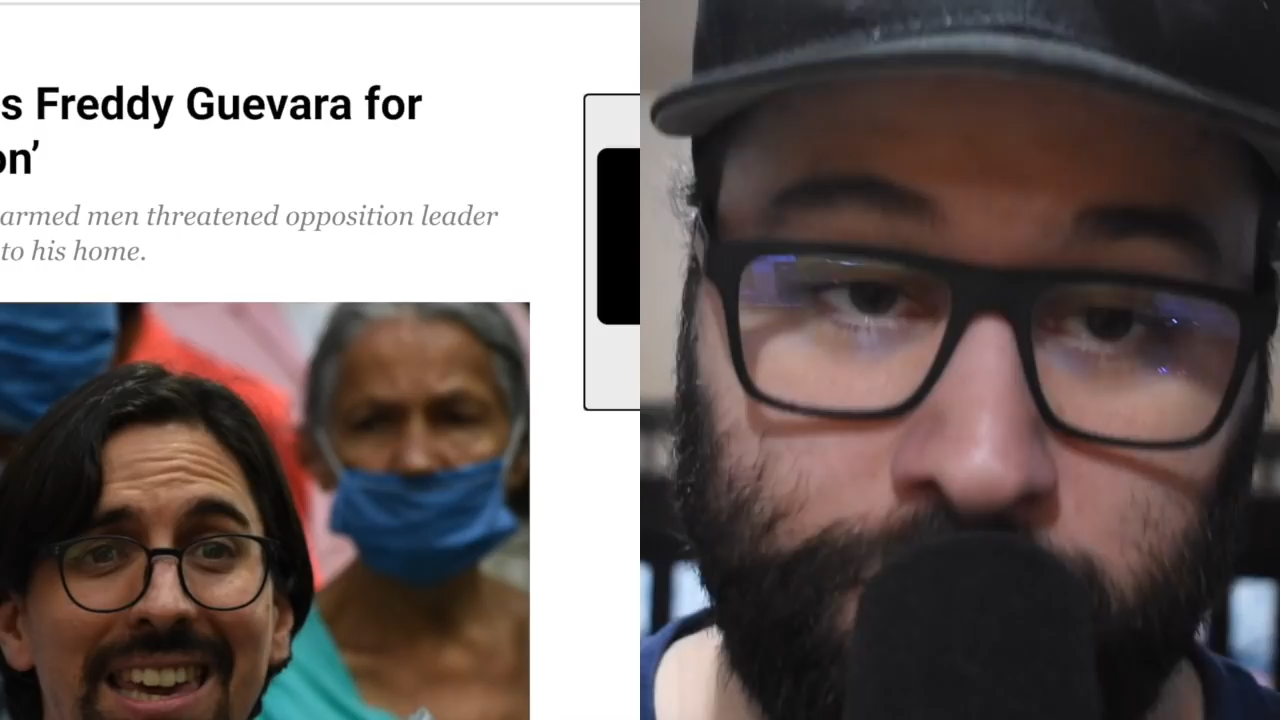 s Freddy Guevara for
on’
armed men threatened opposition leader
to his home.